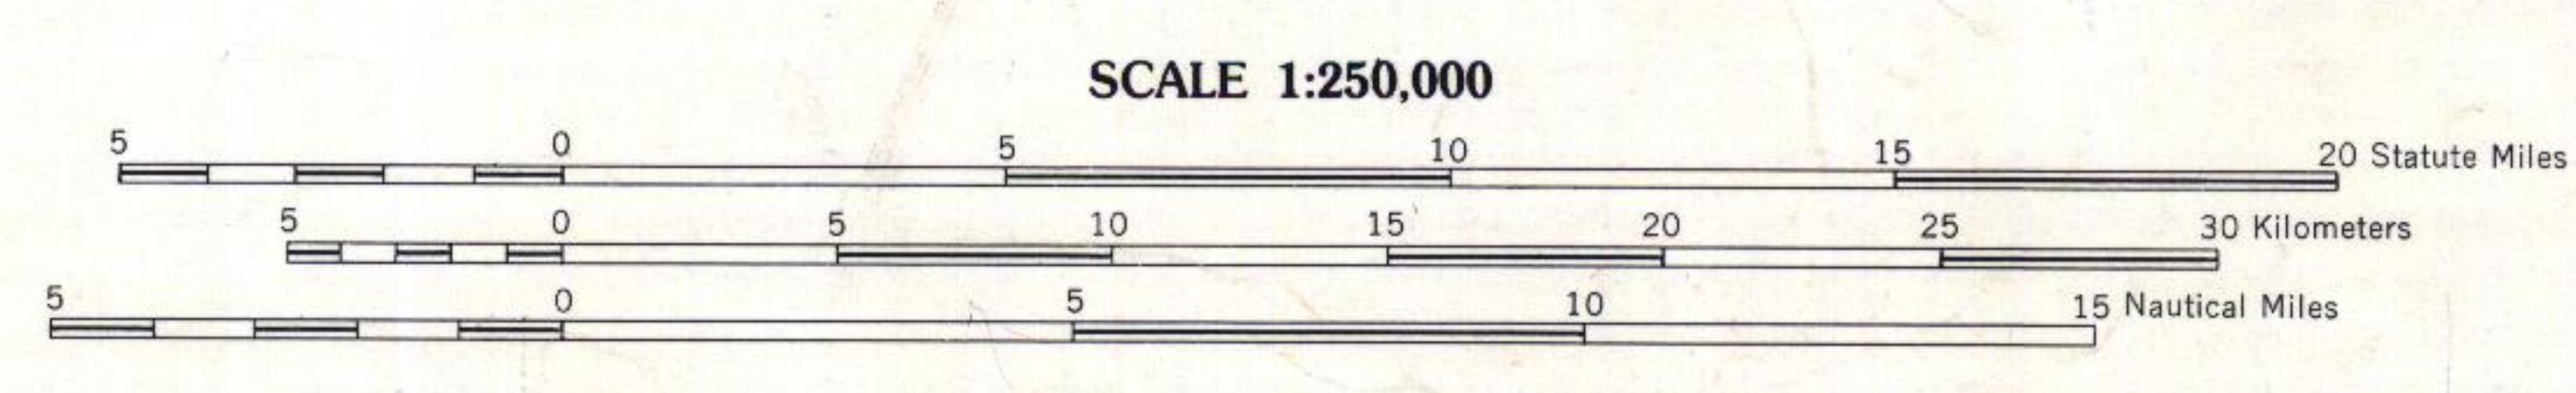 SCALE 1:250,000
5 0 5 10 15 20 Statute Miles
5 0 5 10 15 20 25 30 Kilometers
5 0 5 10 15 Nautical Miles